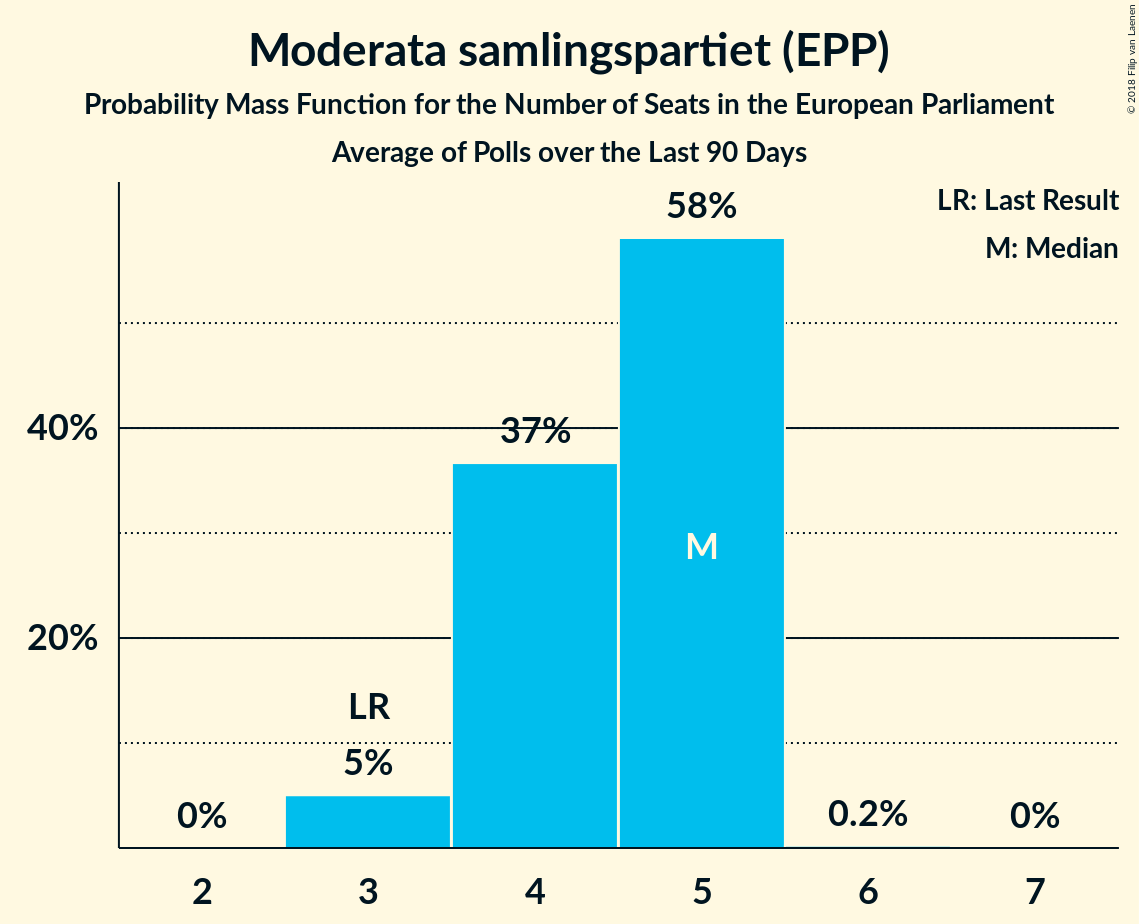 Moderata samlingspartiet (EPP)
Probability Mass Function for the Number of Seats in the European Parliament
Average of Polls over the Last 90 Days
© 2018 Filip van Laenen
LR: Last Result
M: Median
58%
40%
37%
M
20%
LR
5%
0%
0.2%
0%
2 3 4 5 6 7